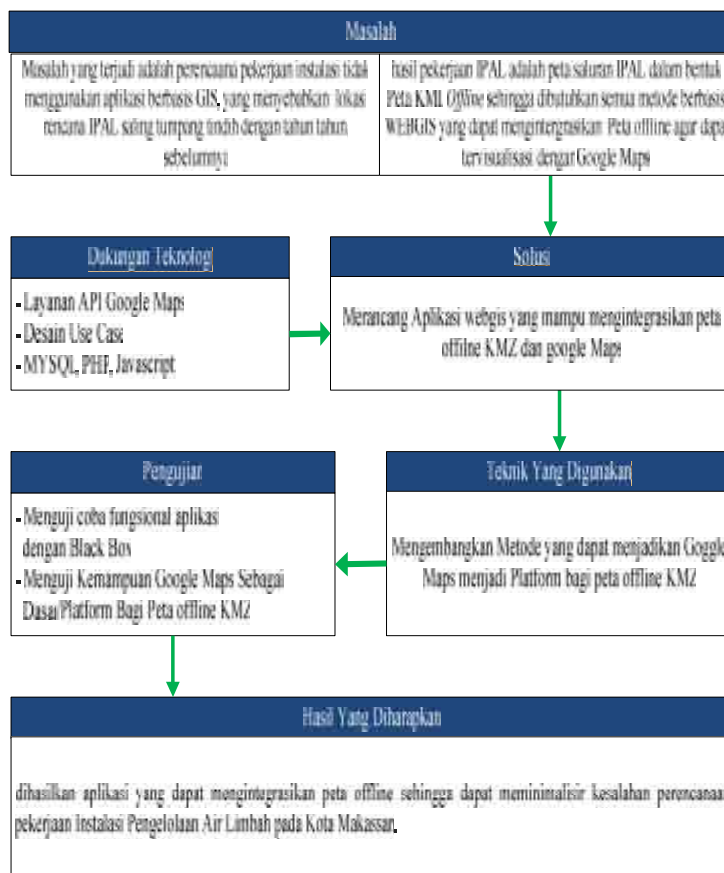 Masalah
Masalah yang terjadi adalah perencaana pekerjaan instalasi tidak
menggunakan aplikasi berbasis GIS, yang menyebabkan lokasi
rencana IPAL saling tumpang tindih dengan tahun tahun
sebelumnya
hasil pekerjaan IPAL adalah peta saluran IPAL dalam bentuk
Peta KML Offline sehingga dibutuhkan semua metode berbasis
WEBGIS yang dapat mengintergrasikan Peta offline agar dapa
tervisualisasi dengan Google Maps
Dukungan Teknologi
- Layanan API Google Maps
- Desain Use Case
- MYSQL, PHP, Javascript
Solusi
Merancang Aplikasi webgis yang mampu mengintegrasikan peta
offilne KMZ dan google Maps
Pengujian
- Menguji coba fungsional aplikasi
dengan Black Box
- Menguji Kemampuan Google Maps Sebagai
Dasar/Platform Bagi Peta offline KMZ
Teknik Yang Digunakan
Mengembangkan Metode yang dapat menjadikan Goggle
Maps menjadi Platform bagi peta offline KMZ
Hasil Yang Diharapkan
dihasilkan aplikasi yang dapat mengintegrasikan peta offline sehingga dapat meminimalisir kesalahan perencanaa
pekerjaan Instalasi Pengelolaan Air Limbah pada Kota Makassar.